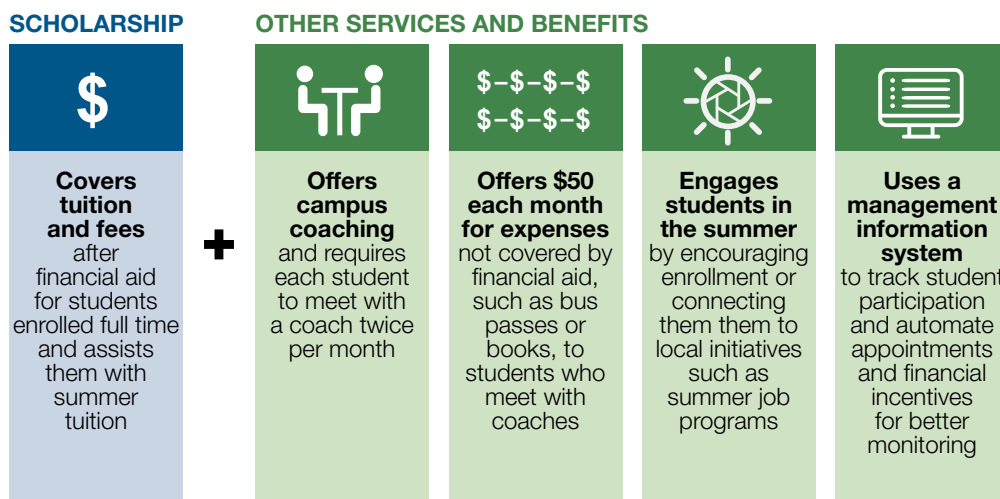 SCHOLARSHIP
OTHER SERVICES AND BENEFITS
$
Covers
tuition
and fees
after
financial aid
for students
enrolled full time
and assists
them with
summer
tuition
+
Offers
campus
coaching
and requires
each student
to meet with
a coach twice
per month
$–$–$–$
$–$–$–$
Offers $50
each month
for expenses
not covered by
financial aid,
such as bus
passes or
books, to
students who
meet with
coaches
Engages
students in
the summer
by encouraging
enrollment or
connecting
them them to
local initiatives
such as
summer job
programs
Uses a
management
information
system
to track student
participation
and automate
appointments
and financial
incentives
for better
monitoring